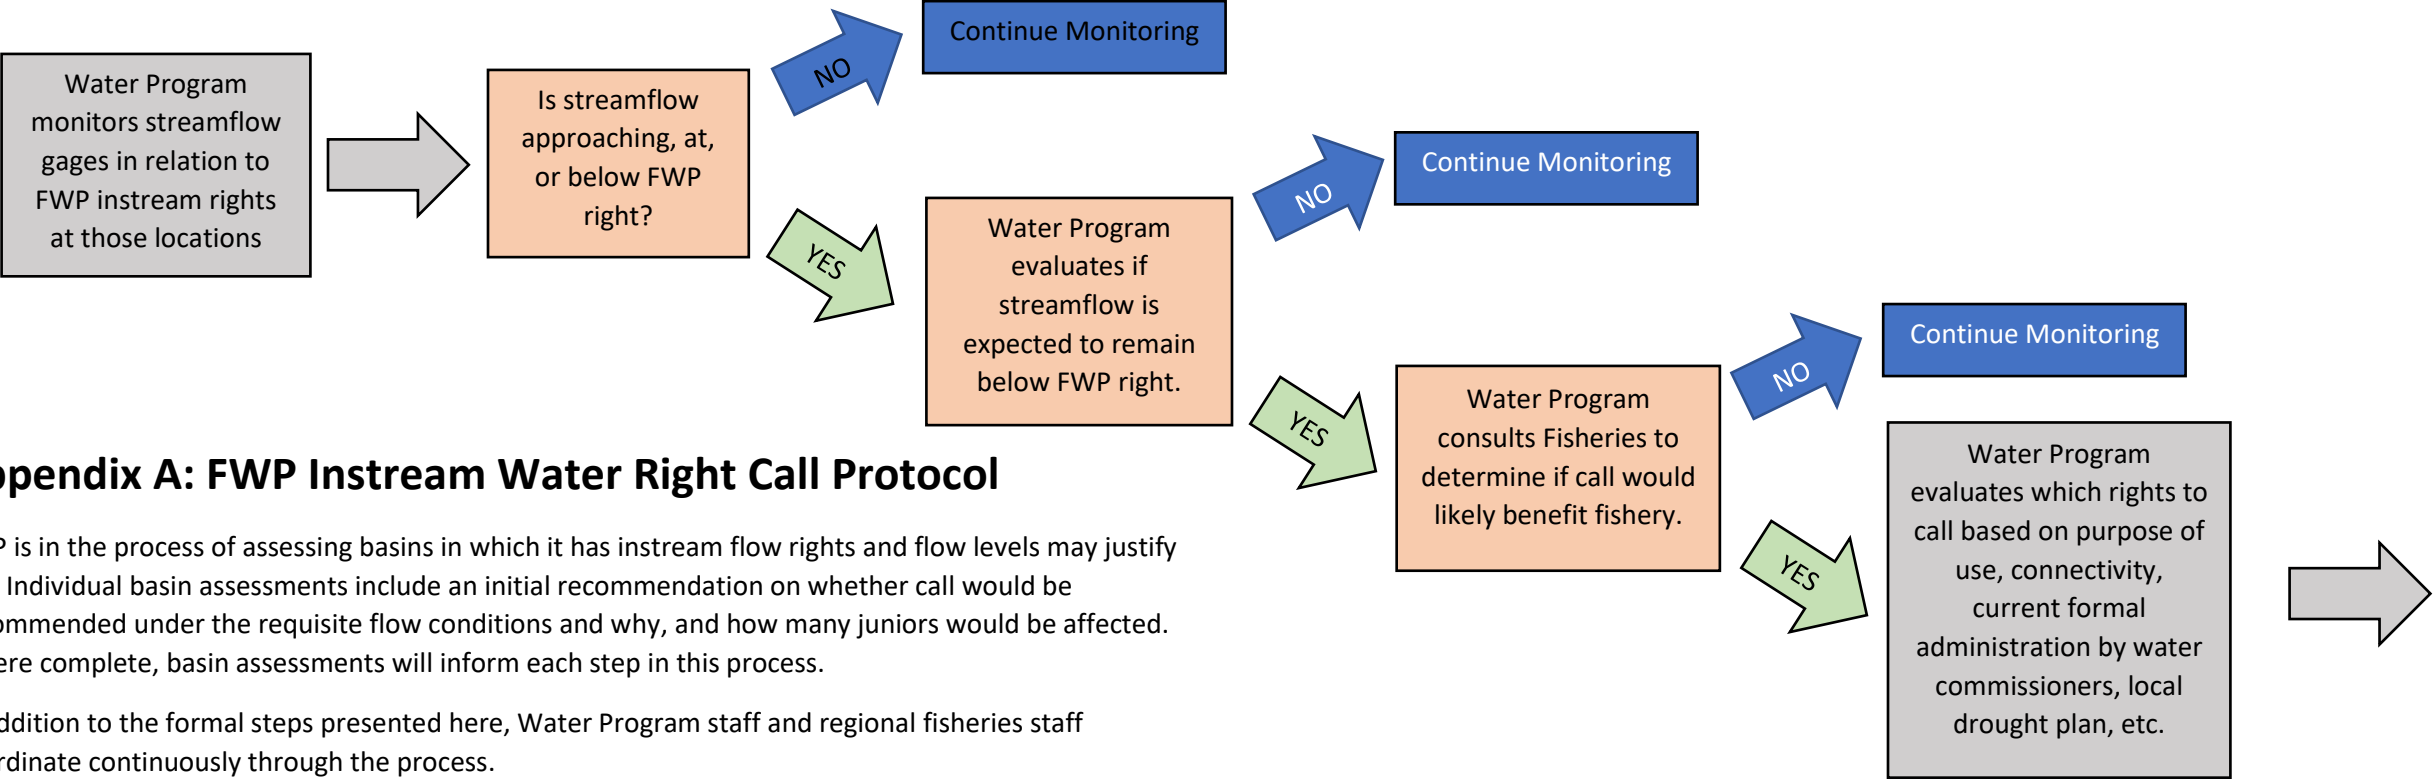 Water Program
monitors streamflow
gages in relation to
FWP instream rights
at those locations
Is streamflow
approaching, at,
or below FWP
right?
NO
Continue Monitoring
YES
Water Program
evaluates if
streamflow is
expected to remain
below FWP right.
NO
Continue Monitoring
YES
Water Program
consults Fisheries to
determine if call would
likely benefit fishery.
NO
Continue Monitoring
YES
Water Program
evaluates which rights to
call based on purpose of
use, connectivity,
current formal
administration by water
commissioners, local
drought plan, etc.
ppendix A: FWP Instream Water Right Call Protocol
P is in the process of assessing basins in which it has instream flow rights and flow levels may justify
Individual basin assessments include an initial recommendation on whether call would be
ommended under the requisite flow conditions and why, and how many juniors would be affected.
ere complete, basin assessments will inform each step in this process.
ddition to the formal steps presented here, Water Program staff and regional fisheries staff
rdinate continuously through the process.